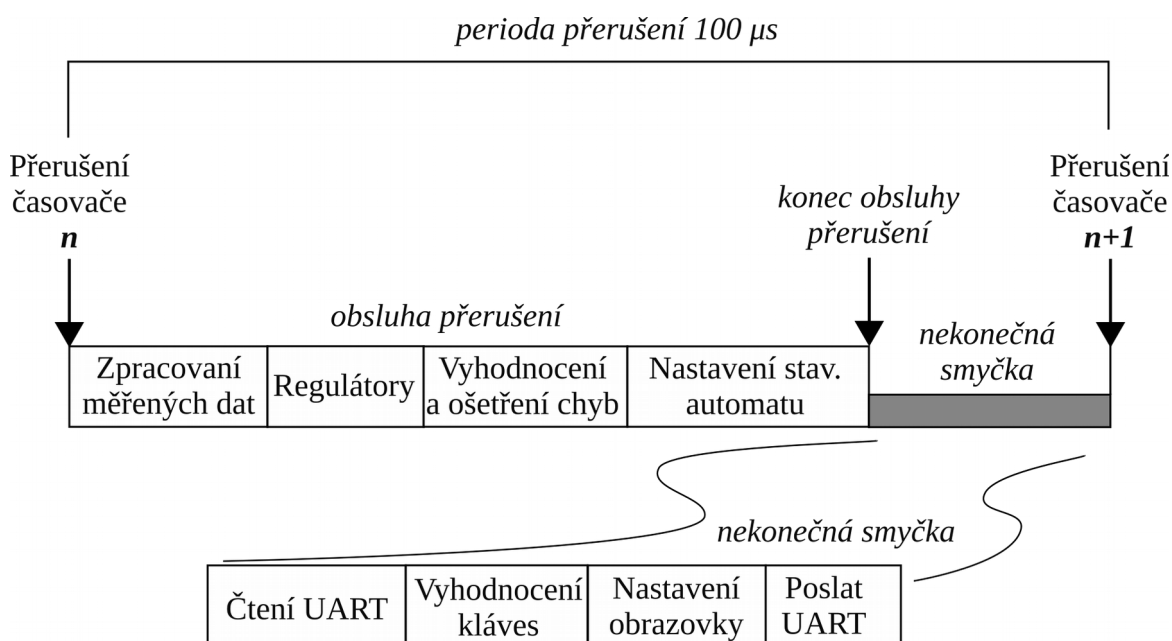 perioda přerušení 100 μs
Přerušení
časovače
n
konec obsluhy
přerušení
Přerušení
časovače
n+1
obsluha přerušení
nekonečná
smyčka
Zpracovaní
měřených dat
Regulátory
Vyhodnocení
a ošetření chyb
Nastavení stav.
automatu
nekonečná smyčka
Čtení UART
Vyhodnocení
kláves
Nastavení
obrazovky
Poslat
UART